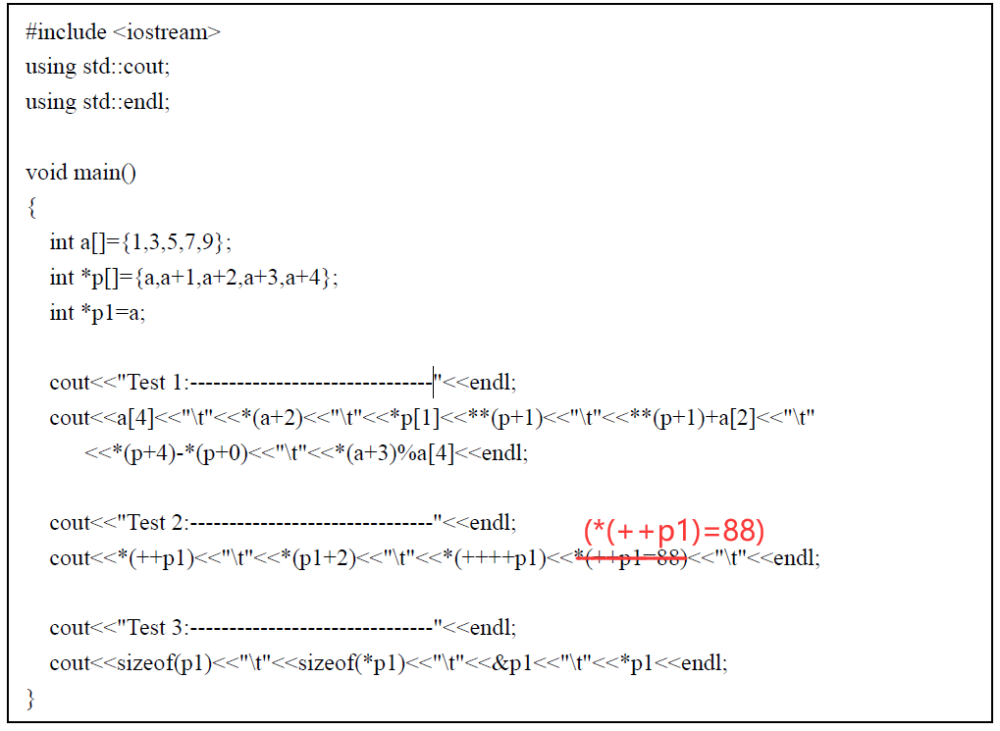 #include <iostream>
using std::cout;
using std::endl;
void main()
{
int a[]={1,3,5,7,9};
int *p[]={a,a+1,a+2,a+3,a+4};
int *p1=a;
cout<<"Test 1:-------------------------------"<<endl;
cout<<a[4]<<"\t"<<*(a+2)<<"\t"<<*p[1]<<**(p+1)<<"\t"<<**(p+1)+a[2]<<"\t"
<<*(p+4)-*(p+0)<<"\t"<<*(a+3)%a[4]<<endl;
cout<<"Test 2:-------------------------------"<<endl;
(*(++p1)=88)
cout<<*(++p1)<<"\t"<<*(p1+2)<<"\t"<<*(++++p1)<<*(++p1=88)<<"\t"<<endl;
cout<<"Test 3:-------------------------------"<<endl;
cout<<sizeof(p1)<<"\t"<<sizeof(*p1)<<"\t"<<&p1<<"\t"<<*p1<<endl;
}